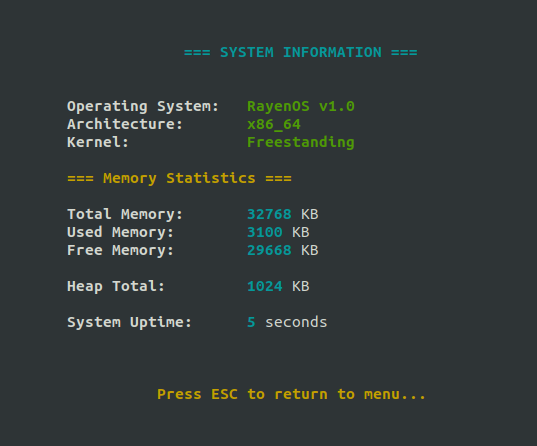 === SYSTEM INFORMATION ===
Operating System: RayenOS v1.0
Architecture: x86_64
Kernel: Freestanding
=== Memory Statistics ===
Total Memory: 32768 KB
Used Memory: 3100 KB
Free Memory: 29668 KB
Heap Total: 1024 KB
System Uptime: 5 seconds
Press ESC to return to menu...